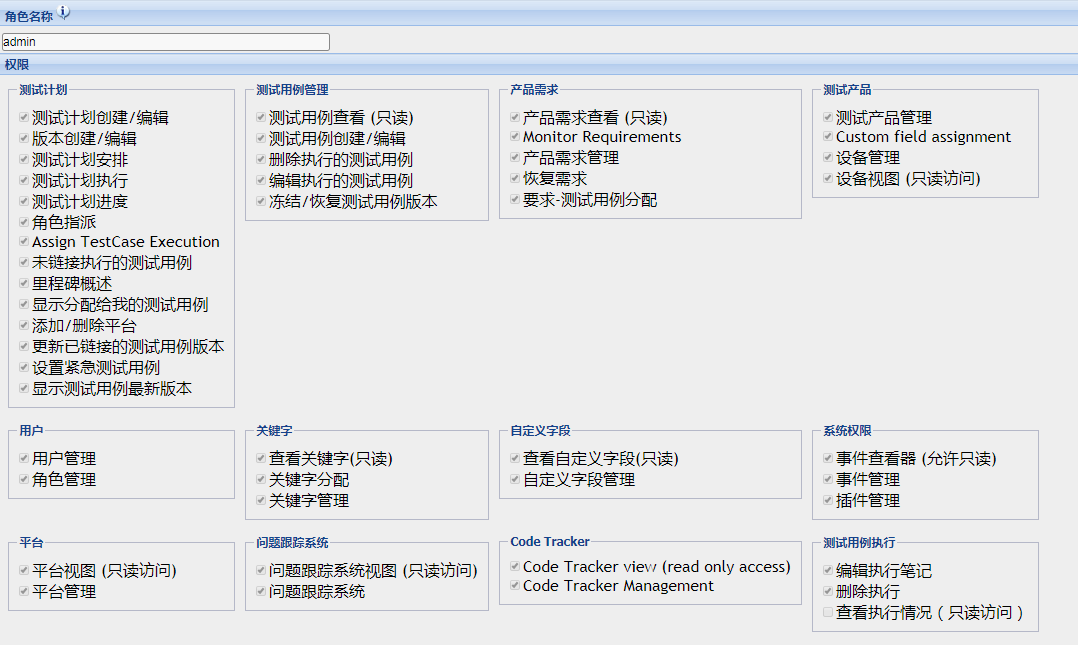 角色名称
admin
权限
测试计划
测试计划创建/编辑
版本创建/编辑
测试计划安排
测试计划执行
测试计划进度
角色指派
Assign TestCase Execution
未链接执行的测试用例
里程碑概述
显示分配给我的测试用例
添加/删除平台
更新已链接的测试用例版本
设置紧急测试用例
显示测试用例最新版本
测试用例管理
测试用例查看 (只读)
测试用例创建/编辑
删除执行的测试用例
编辑执行的测试用例
冻结/恢复测试用例版本
产品需求
产品需求查看 (只读)
Monitor Requirements
产品需求管理
恢复需求
要求-测试用例分配
测试产品
测试产品管理
Custom field assignment
设备管理
设备视图 (只读访问)
用户
用户管理
角色管理
关键字
查看关键字(只读)
关键字分配
关键字管理
自定义字段
查看自定义字段(只读)
自定义字段管理
系统权限
事件查看器 (允许只读)
事件管理
插件管理
平台
平台视图 (只读访问)
平台管理
问题跟踪系统
问题跟踪系统视图 (只读访问)
问题跟踪系统
Code Tracker
Code Tracker view (read only access)
Code Tracker Management
测试用例执行
编辑执行笔记
删除执行
查看执行情况（只读访问）